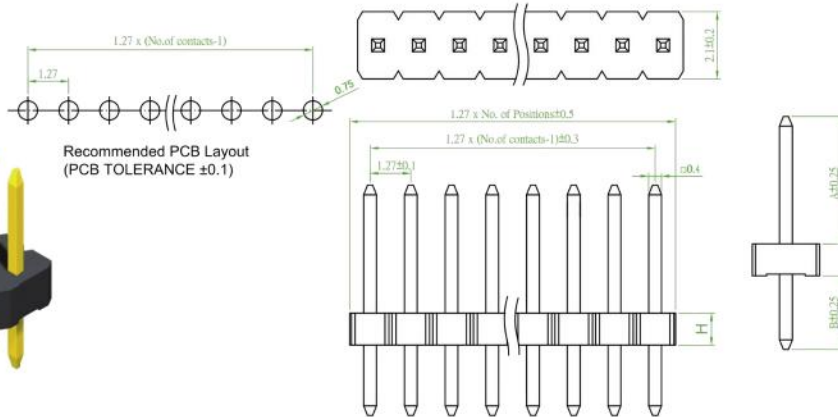 1.27 x (No.of contacts-1)
1.27
0.75
Recommended PCB Layout
(PCB TOLERANCE ±0.1)
2.1±0.2
1.27 x No. of Positions±0.5
1.27 x (No.of contacts-1)±0.3
1.27±0.1
□0.4
H
A±0.25
B±0.25